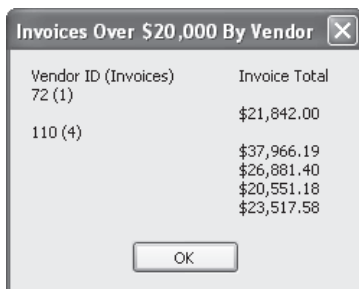 Invoices Over $20,000 By Vendor
Vendor ID (Invoices) Invoice Total
72 (1)
$21,842.00
110 (4)
$37,966.19
$26,881.40
$20,551.18
$23,517.58
OK